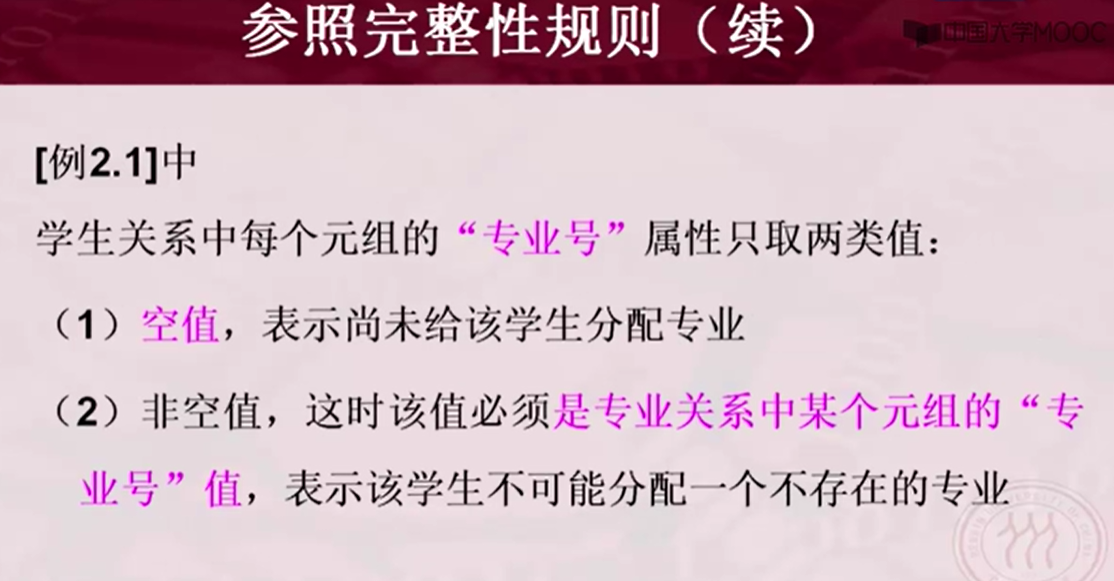 参照完整性规则（续）
中国大学MOOC
[例2.1]中
学生关系中每个元组的“专业号”属性只取两类值：
（1）空值，表示尚未给该学生分配专业
（2）非空值，这时该值必须是专业关系中某个元组的“专
业号”值，表示该学生不可能分配一个不存在的专业